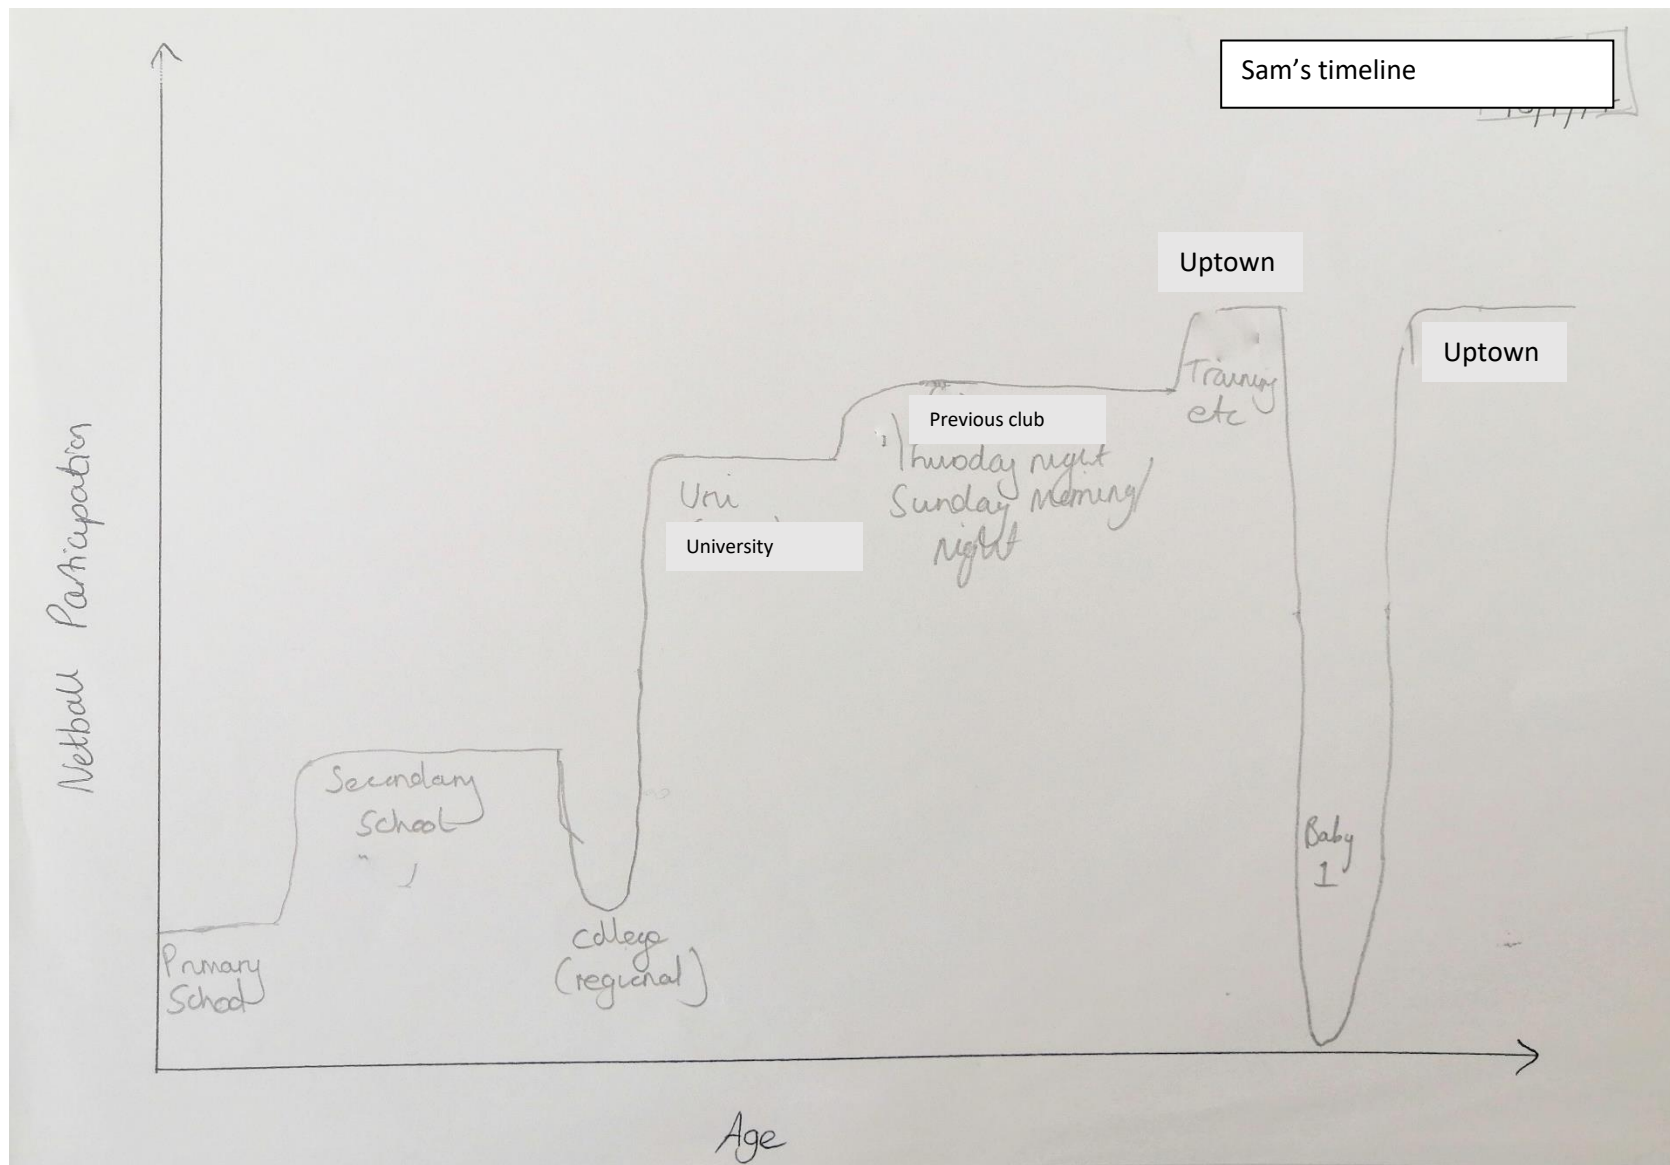 Sam's timeline
Uptown
Uptown
Training
etc
Previous club
Thursday night
Sunday Morning/
night
Uni
University
Netball Participation
Secondary
School
Baby
1
College
(regional)
Primary
School
Age